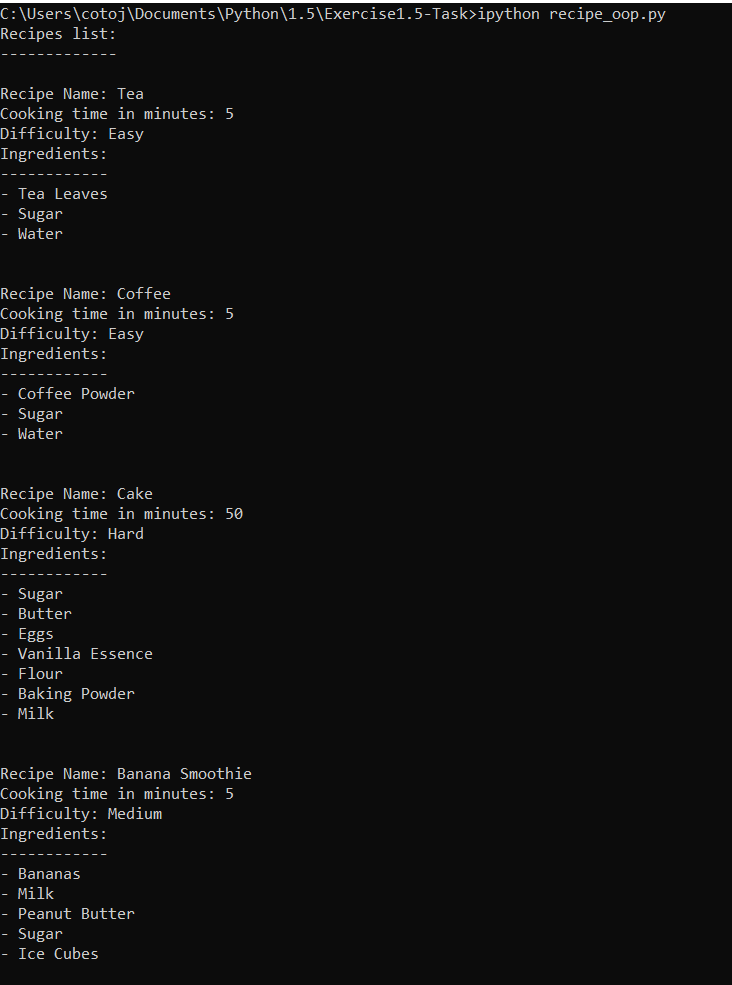 C:\Users\cotoj\Documents\Python\1.5\Exercise1.5-Task>ipython recipe_oop.py
Recipes list:
-------------
Recipe Name: Tea
Cooking time in minutes: 5
Difficulty: Easy
Ingredients:
------------
- Tea Leaves
- Sugar
- Water
Recipe Name: Coffee
Cooking time in minutes: 5
Difficulty: Easy
Ingredients:
------------
- Coffee Powder
- Sugar
- Water
Recipe Name: Cake
Cooking time in minutes: 50
Difficulty: Hard
Ingredients:
------------
- Sugar
- Butter
- Eggs
- Vanilla Essence
- Flour
- Baking Powder
- Milk
Recipe Name: Banana Smoothie
Cooking time in minutes: 5
Difficulty: Medium
Ingredients:
------------
- Bananas
- Milk
- Peanut Butter
- Sugar
- Ice Cubes